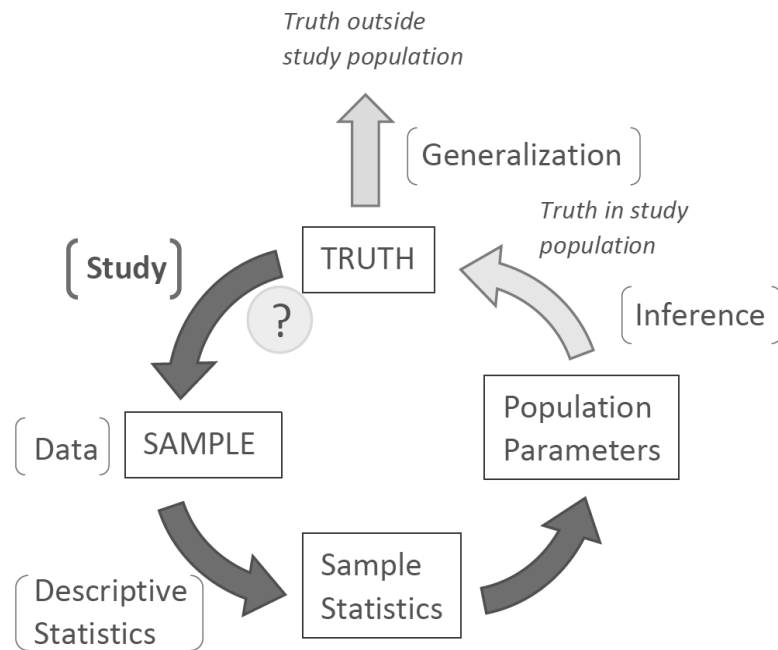 Truth outside
study population
Generalization
Truth in study
population
Study
TRUTH
?
Inference
Population
Parameters
Data
SAMPLE
Sample
Statistics
Descriptive
Statistics